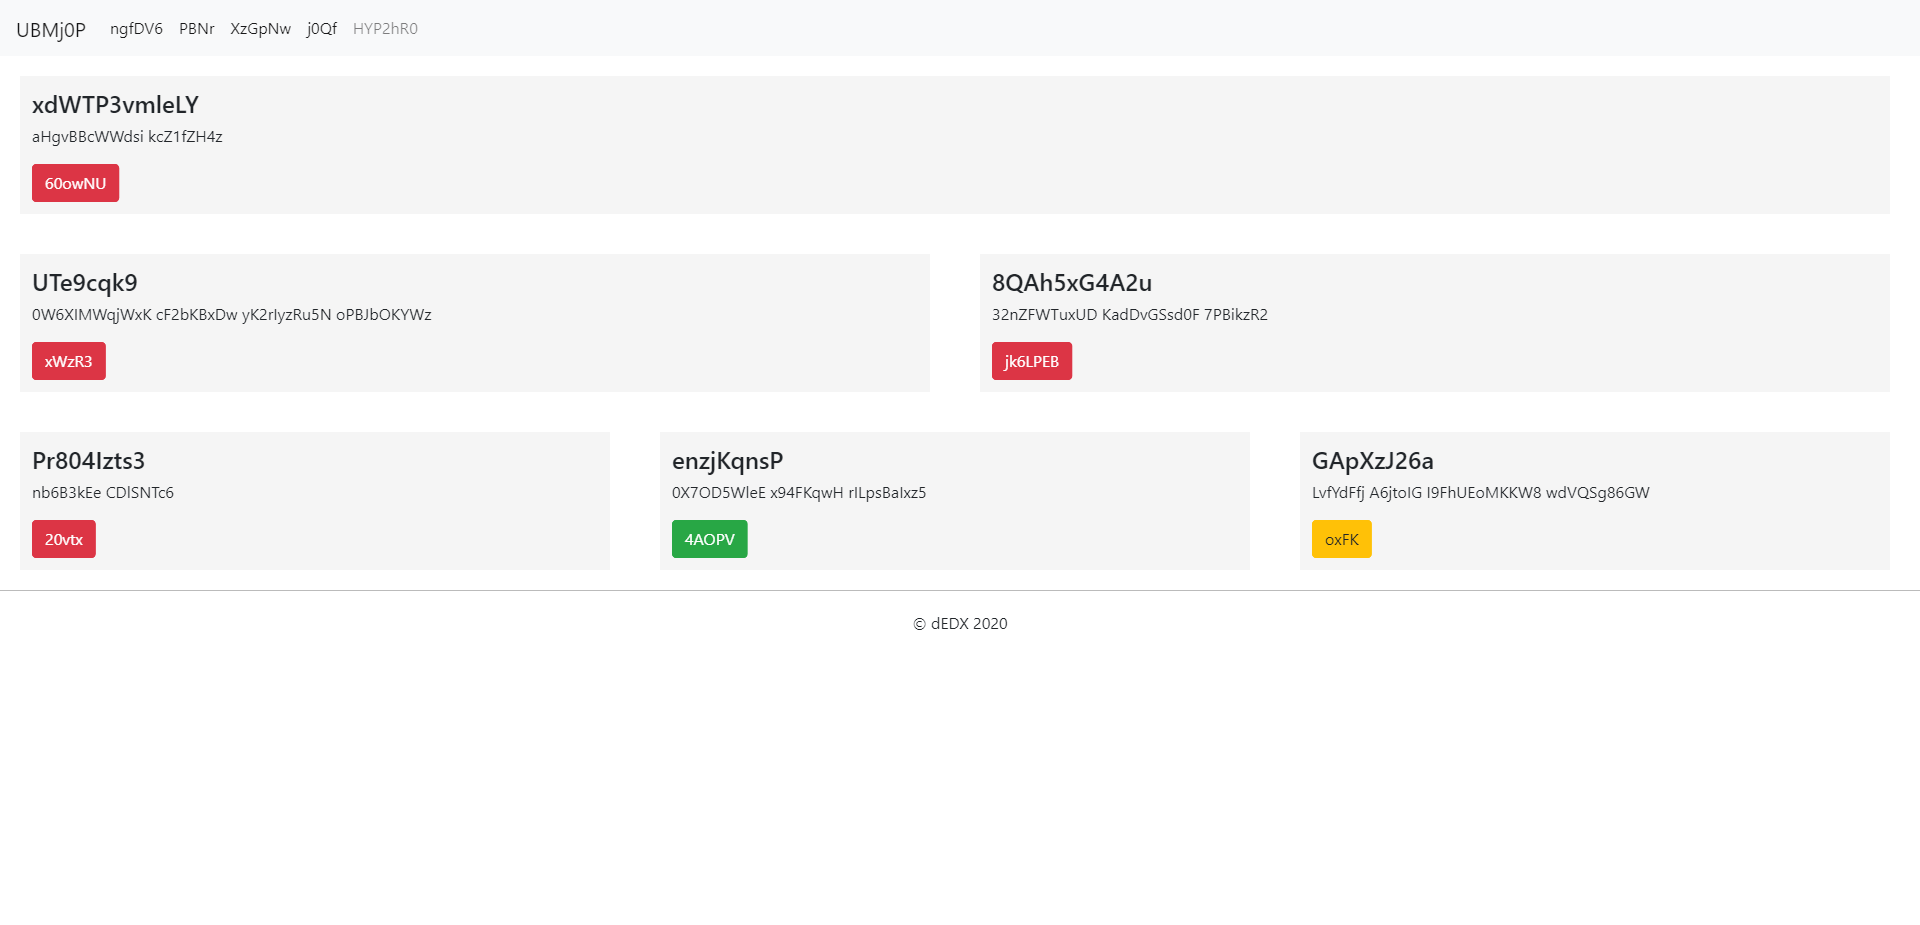 UBMj0P ngfDV6 PBNr XzGpNw j0Qf HYP2hR0
xdWTP3vmleLY
aHgvBBcWWdsi kcZ1fZH4z
60owNU
UTe9cqk9
0W6XIMWqjWxK cF2bKBxDw yK2rIyzRu5N oPBJbOKYWz
xWzR3
8QAh5xG4A2u
32nZFWTuxUD KadDvGSsd0F 7PBikzR2
jk6LPEB
Pr804Izts3
nb6B3kEe CDlSNTc6
20vtx
enzjKqnsP
0X7OD5WleE x94FKqwH rILpsBaIxz5
4AOPV
GApXzJ26a
LvfYdFfj A6jtoIG I9FhUEoMKKW8 wdVQSg86GW
oxFK
© dEDX 2020